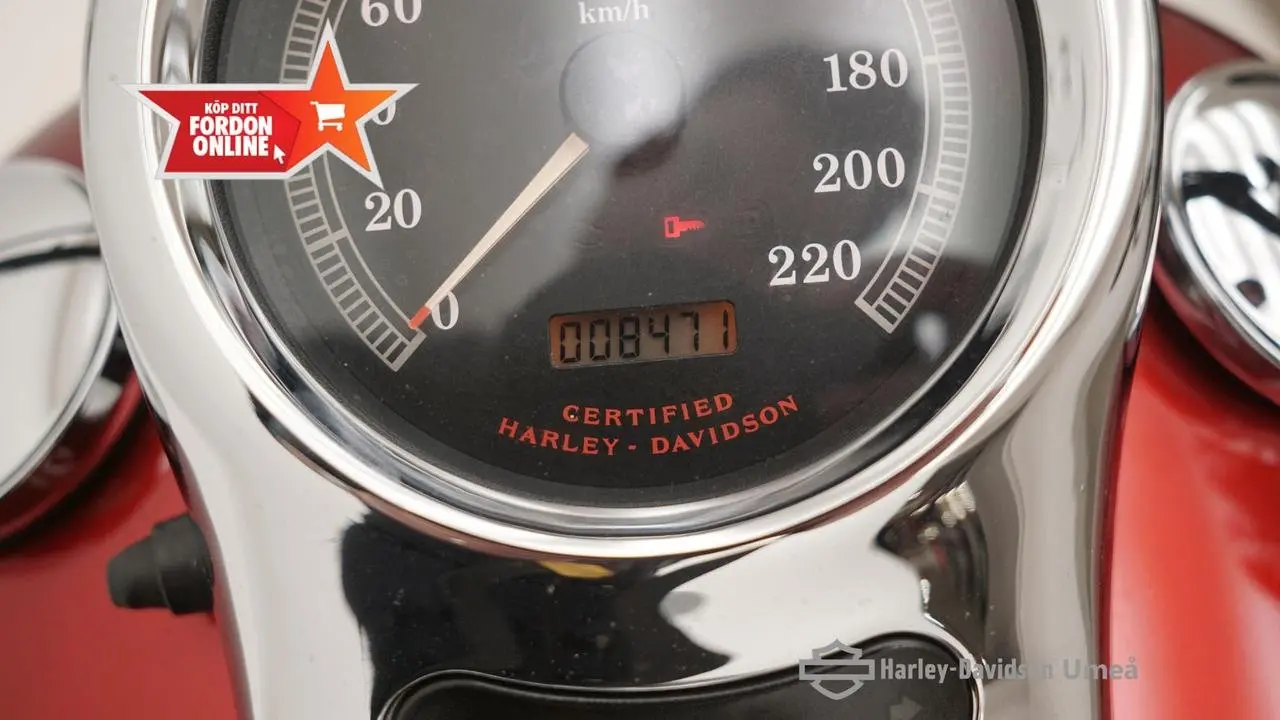 60
km/h
180
KÖP DITT
FORDON
ONLINE
200
20
220
0
008471
CERTIFIED
HARLEY - DAVIDSON
Harley-Davidson Umeå